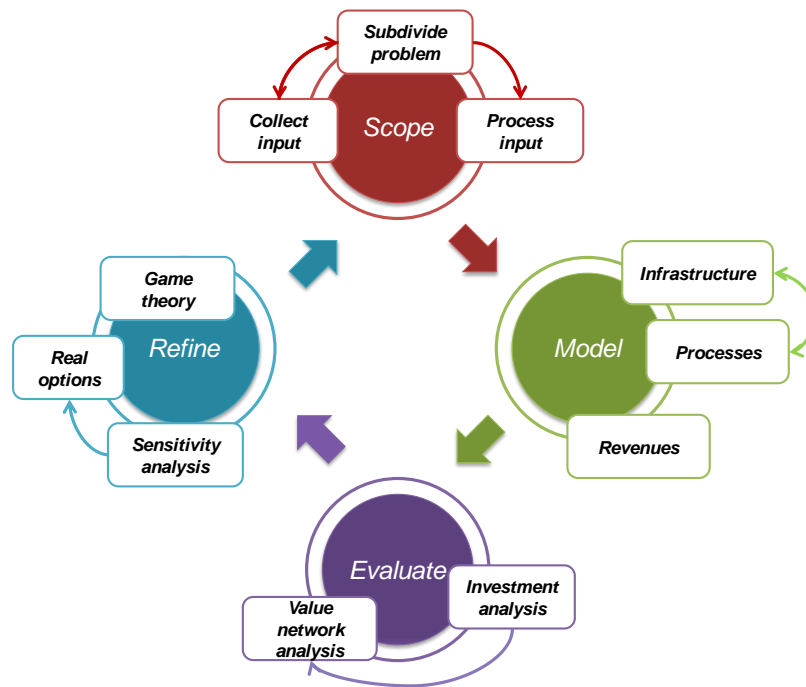 Subdivide
problem
Collect
input
Scope
Process
input
Game
theory
Infrastructure
Real
options
Refine
Model
Processes
Sensitivity
analysis
Revenues
Evaluate
Investment
analysis
Value
network
analysis